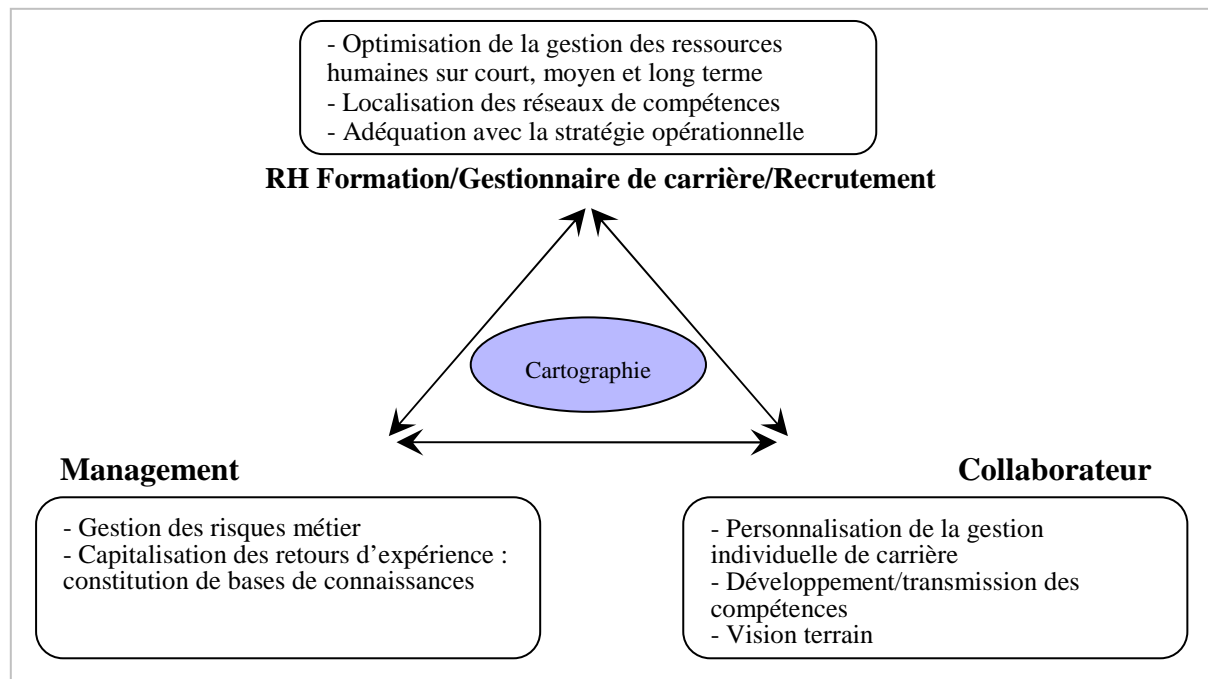 - Optimisation de la gestion des ressources
humaines sur court, moyen et long terme
- Localisation des réseaux de compétences
- Adéquation avec la stratégie opérationnelle
RH Formation/Gestionnaire de carrière/Recrutement
Cartographie
Management
- Gestion des risques métier
- Capitalisation des retours d’expérience :
constitution de bases de connaissances
Collaborateur
- Personnalisation de la gestion
individuelle de carrière
- Développement/transmission des
compétences
- Vision terrain